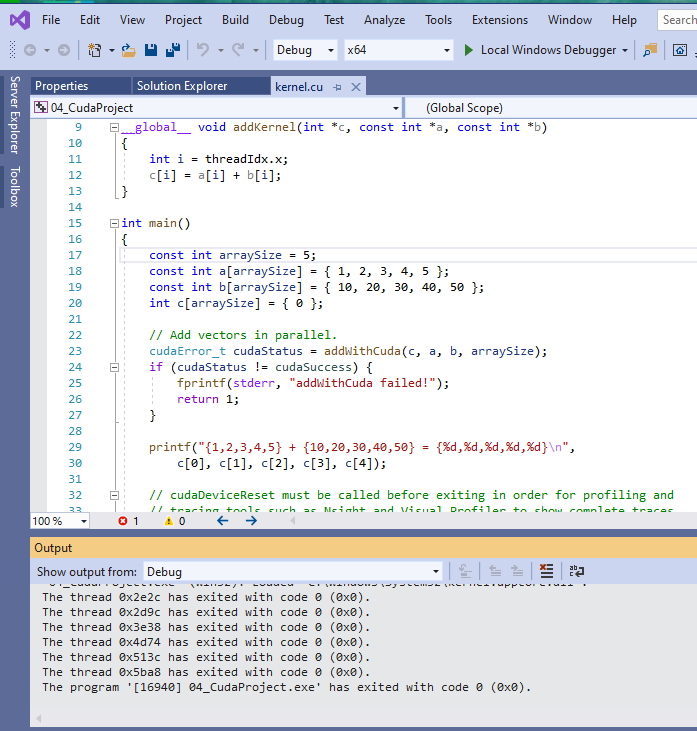 File Edit View Project Build Debug Test Analyze Tools Extensions Window Help Search
Debug x64 Local Windows Debugger
Server Explorer
Toolbox
Properties Solution Explorer kernel.cu
04_CudaProject (Global Scope)
9 __global__ void addKernel(int *c, const int *a, const int *b)
10 {
11 int i = threadIdx.x;
12 c[i] = a[i] + b[i];
13 }
14
15 int main()
16 {
17 const int arraySize = 5;
18 const int a[arraySize] = { 1, 2, 3, 4, 5 };
19 const int b[arraySize] = { 10, 20, 30, 40, 50 };
20 int c[arraySize] = { 0 };
21
22 // Add vectors in parallel.
23 cudaError_t cudaStatus = addWithCuda(c, a, b, arraySize);
24 if (cudaStatus != cudaSuccess) {
25 fprintf(stderr, "addWithCuda failed!");
26 return 1;
27 }
28
29 printf("{1,2,3,4,5} + {10,20,30,40,50} = {%d,%d,%d,%d,%d}\n",
30 c[0], c[1], c[2], c[3], c[4]);
31
32 // cudaDeviceReset must be called before exiting in order for profiling and
33 // tracing tools such as Nsight and Visual Profiler to show complete traces
100 % 1 0
Output
Show output from: Debug
'04_CudaProject.exe' (Win32): Loaded 'C:\Windows\System32\kernel.appcore.dll'.
The thread 0x2e2c has exited with code 0 (0x0).
The thread 0x2d9c has exited with code 0 (0x0).
The thread 0x3e38 has exited with code 0 (0x0).
The thread 0x4d74 has exited with code 0 (0x0).
The thread 0x513c has exited with code 0 (0x0).
The thread 0x5ba8 has exited with code 0 (0x0).
The program '[16940] 04_CudaProject.exe' has exited with code 0 (0x0).